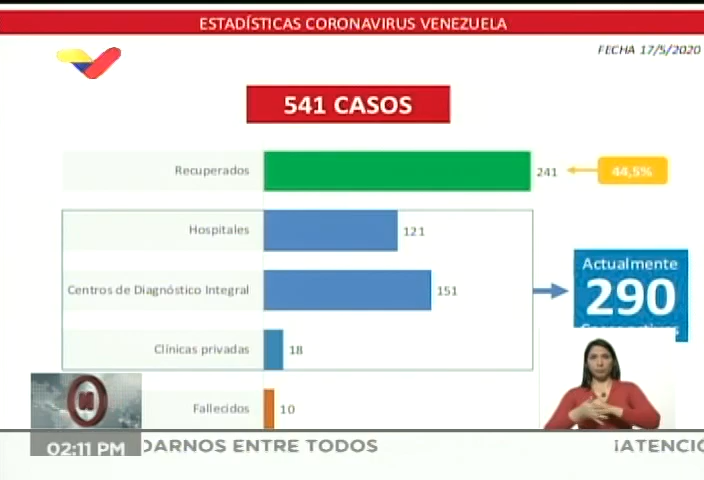 ESTADÍSTICAS CORONAVIRUS VENEZUELA
FECHA 17/5/2020
541 CASOS
Recuperados
241
44,5%
Hospitales
121
Centros de Diagnóstico Integral
151
Clínicas privadas
18
Actualmente
290
Fallecidos
10
02:11 PM
DARNOS ENTRE TODOS
¡ATENCIÓ